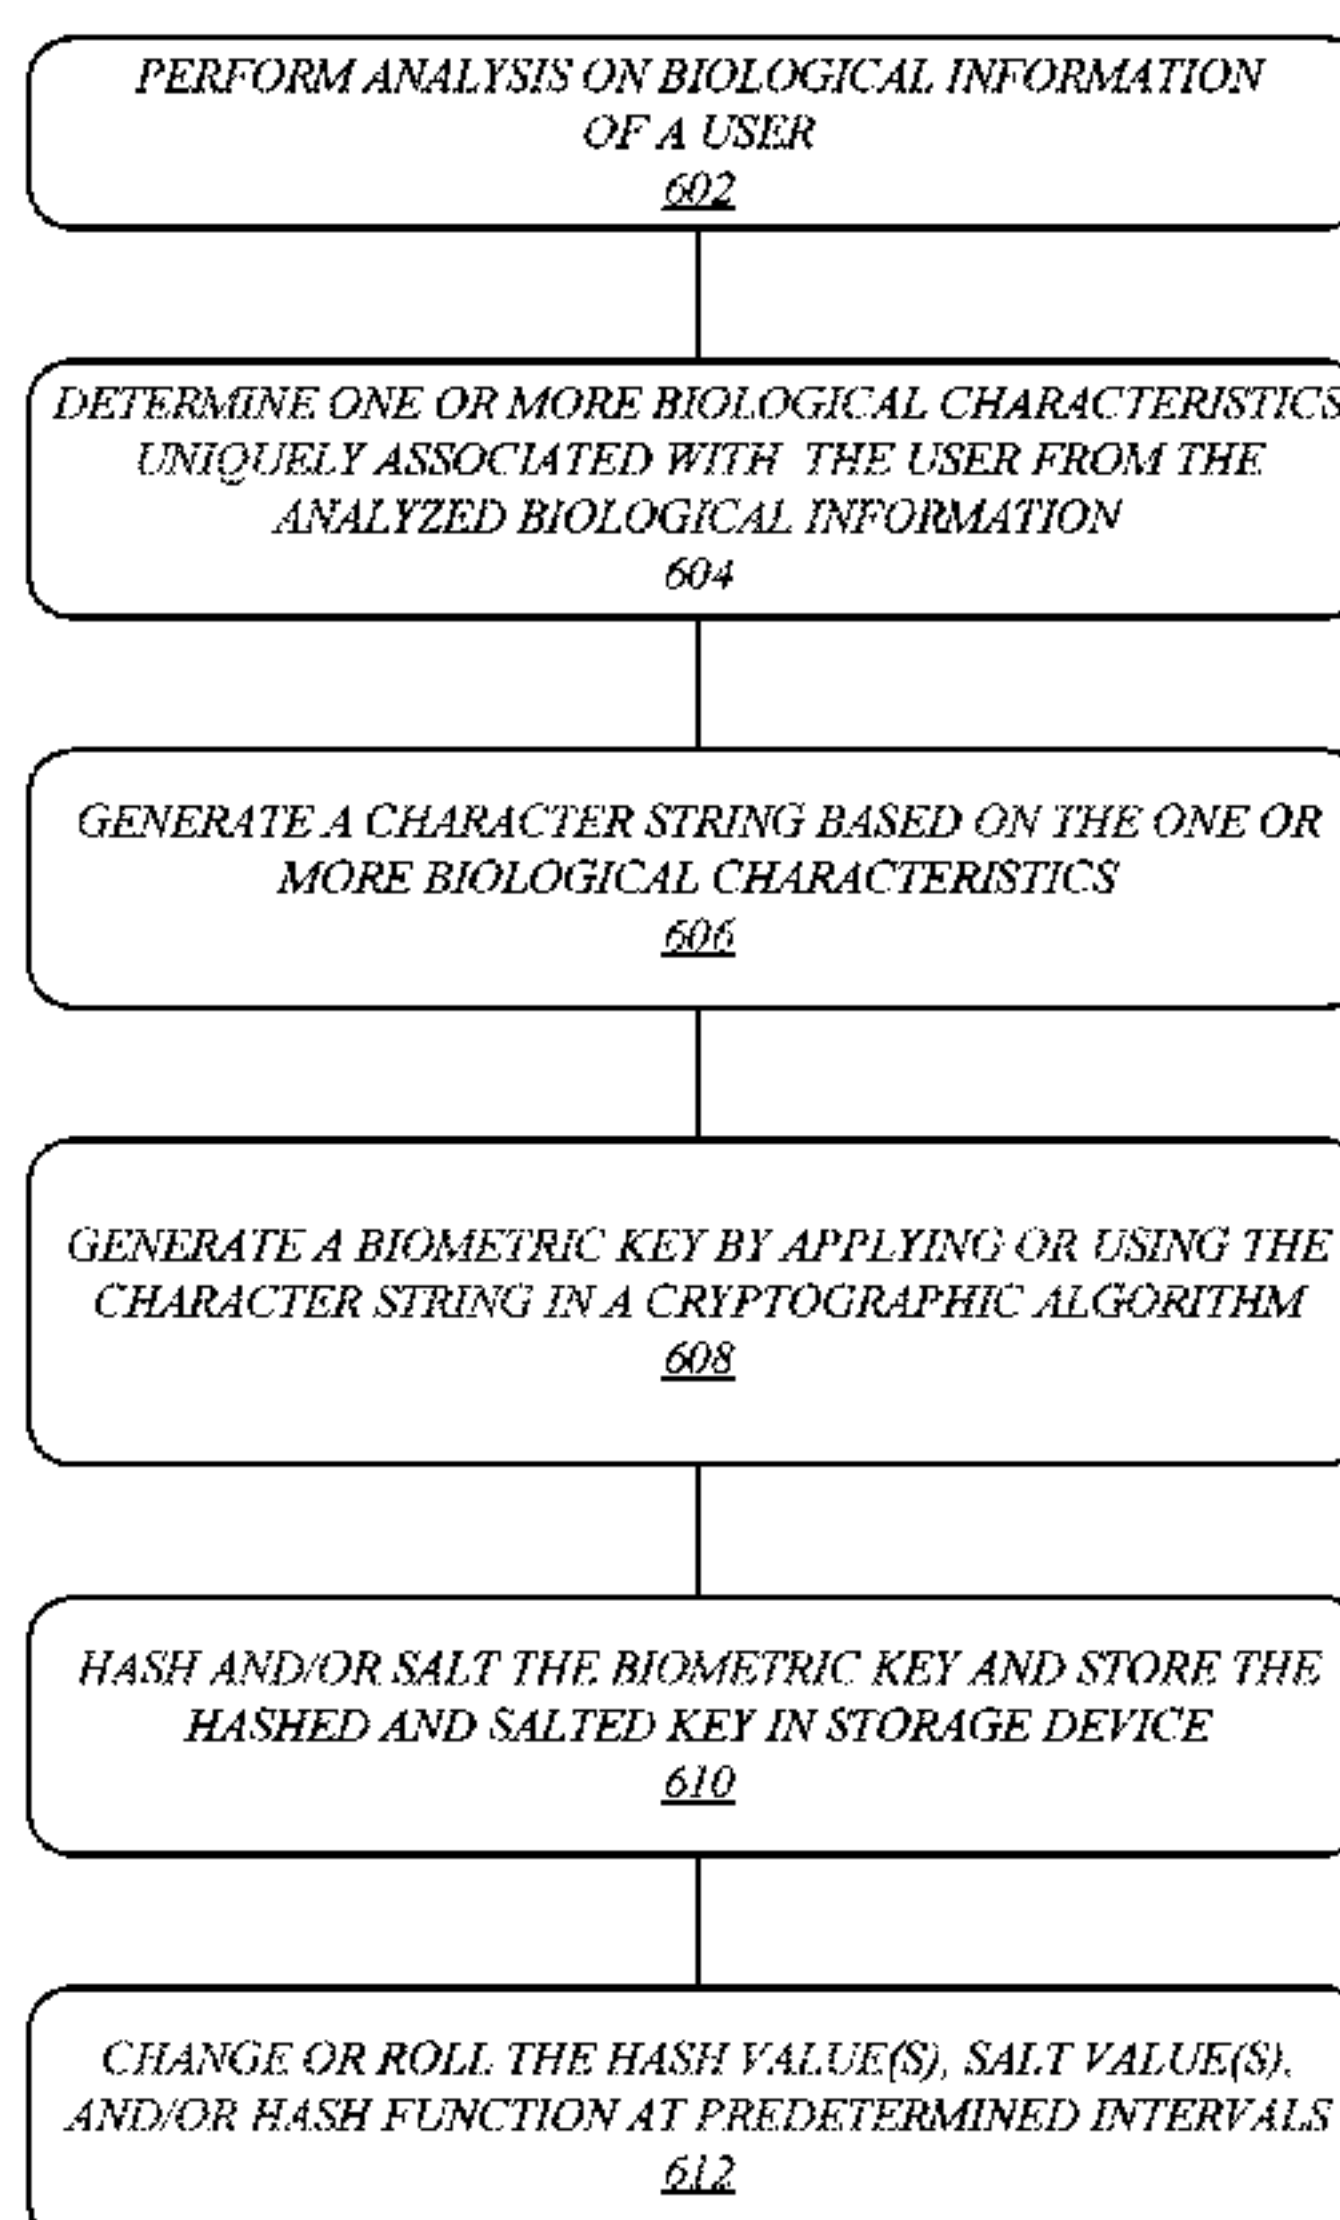 PERFORM ANALYSIS ON BIOLOGICAL INFORMATION
OF A USER
602
DETERMINE ONE OR MORE BIOLOGICAL CHARACTERISTICS
UNIQUELY ASSOCIATED WITH THE USER FROM THE
ANALYZED BIOLOGICAL INFORMATION
604
GENERATE A CHARACTER STRING BASED ON THE ONE OR
MORE BIOLOGICAL CHARACTERISTICS
606
GENERATE A BIOMETRIC KEY BY APPLYING OR USING THE
CHARACTER STRING IN A CRYPTOGRAPHIC ALGORITHM
608
HASH AND/OR SALT THE BIOMETRIC KEY AND STORE THE
HASHED AND SALTED KEY IN STORAGE DEVICE
610
CHANGE OR ROLL THE HASH VALUE(S), SALT VALUE(S),
AND/OR HASH FUNCTION AT PREDETERMINED INTERVALS
612